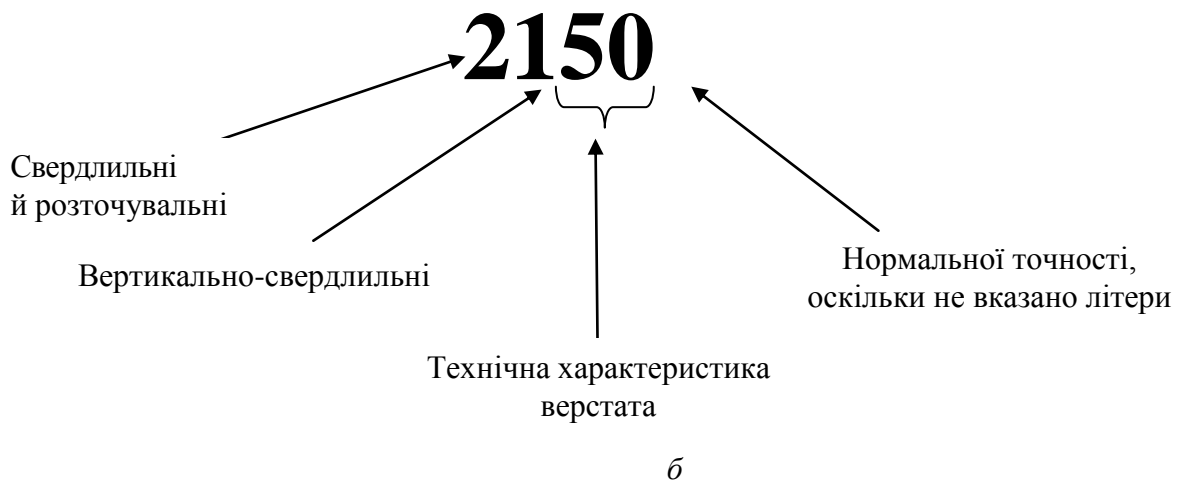 2150
Свердлильні
й розточувальні
Вертикально-свердлильні
Нормальної точності,
оскільки не вказано літери
Технічна характеристика
верстата
б